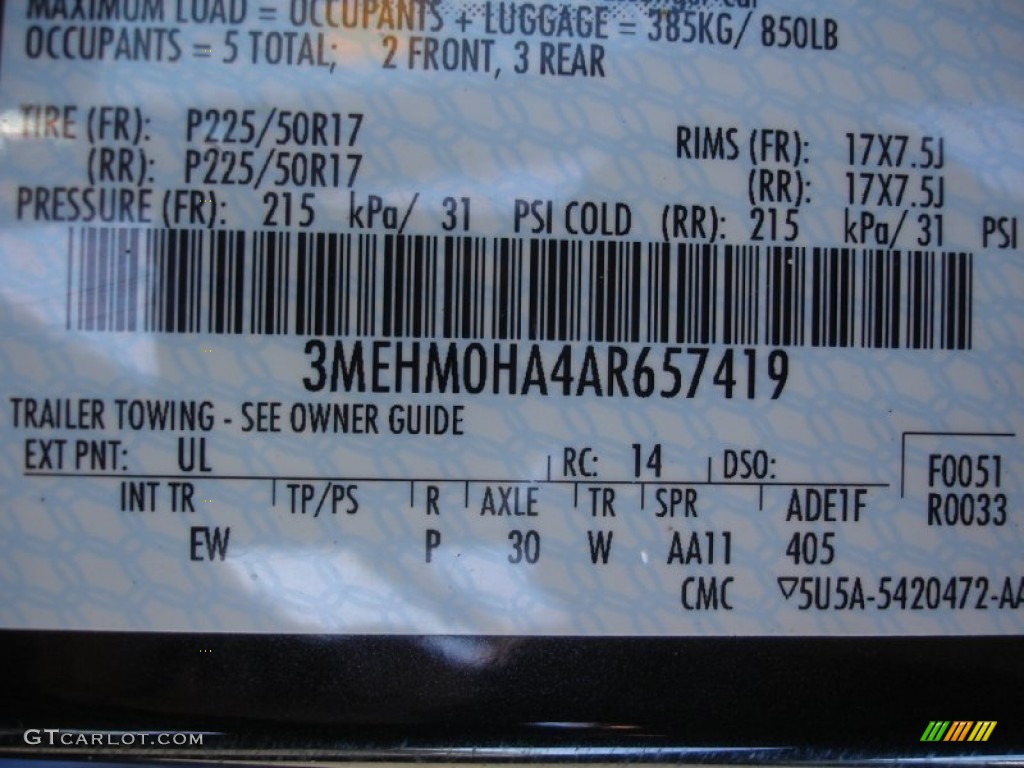 MAXIMUM LOAD = OCCUPANTS + LUGGAGE = 385KG/ 850LB
OCCUPANTS = 5 TOTAL; 2 FRONT, 3 REAR
TIRE (FR): P225/50R17 RIMS (FR): 17X7.5J
(RR): P225/50R17 (RR): 17X7.5J
PRESSURE (FR): 215 kPa/ 31 PSI COLD (RR): 215 kPa/ 31 PSI
3MEHM0HA4AR657419
TRAILER TOWING - SEE OWNER GUIDE
EXT PNT: UL RC: 14 DSO: F0051
INT TR TP/PS R AXLE TR SPR ADE1F R0033
EW P 30 W AA11 405
CMC ▽5U5A-5420472-AA
GTCARLOT.COM